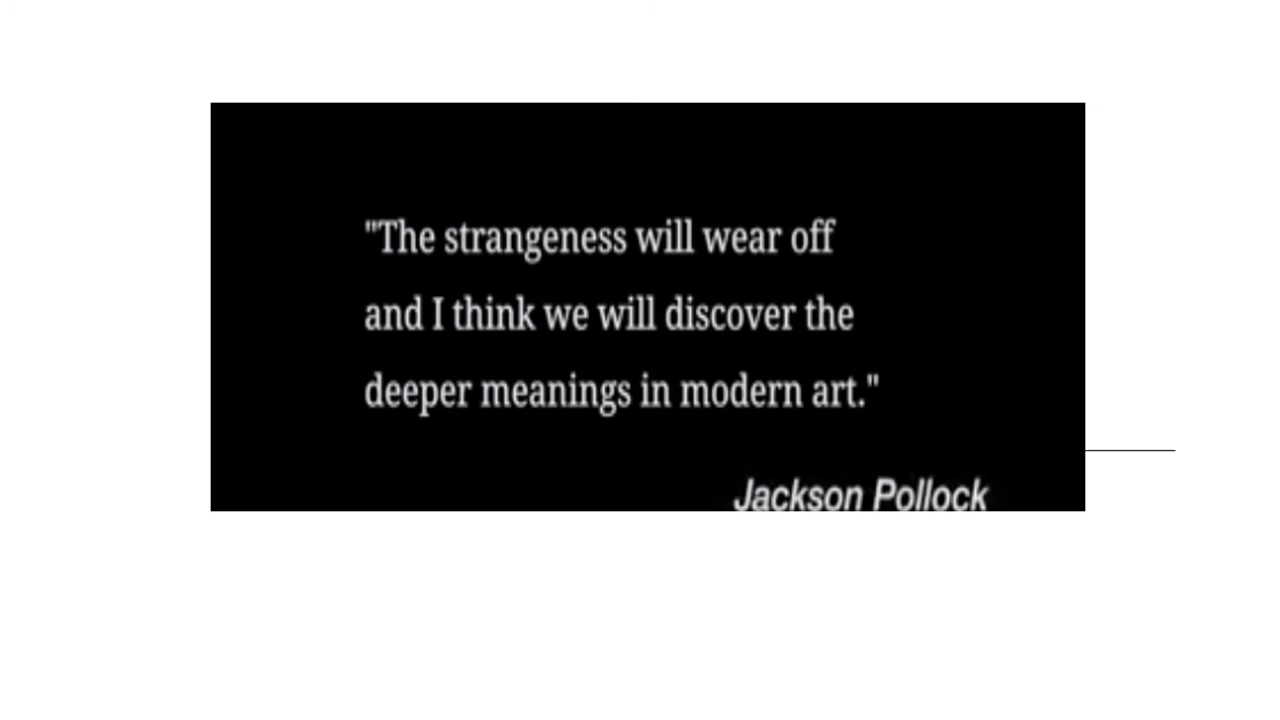 "The strangeness will wear off
and I think we will discover the
deeper meanings in modern art."
Jackson Pollock